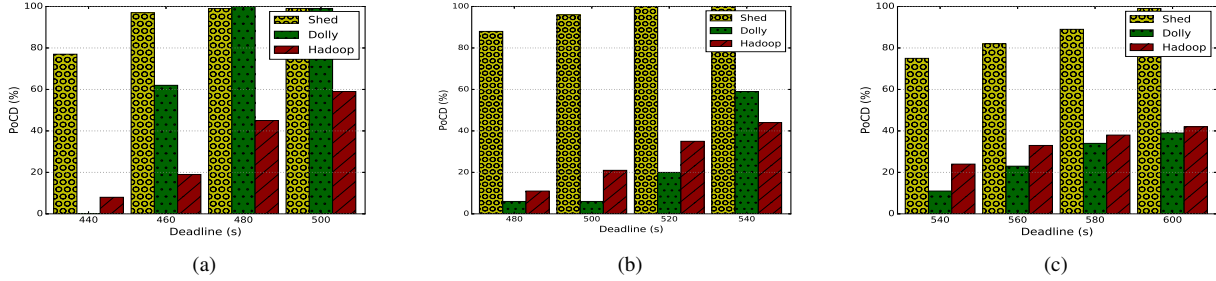 100
80
60
40
20
0
PoCD (%)
440 460 480 500
Deadline (s)
Shed
Dolly
Hadoop
(a)
100
80
60
40
20
0
PoCD (%)
480 500 520 540
Deadline (s)
Shed
Dolly
Hadoop
(b)
100
80
60
40
20
0
PoCD (%)
540 560 580 600
Deadline (s)
Shed
Dolly
Hadoop
(c)